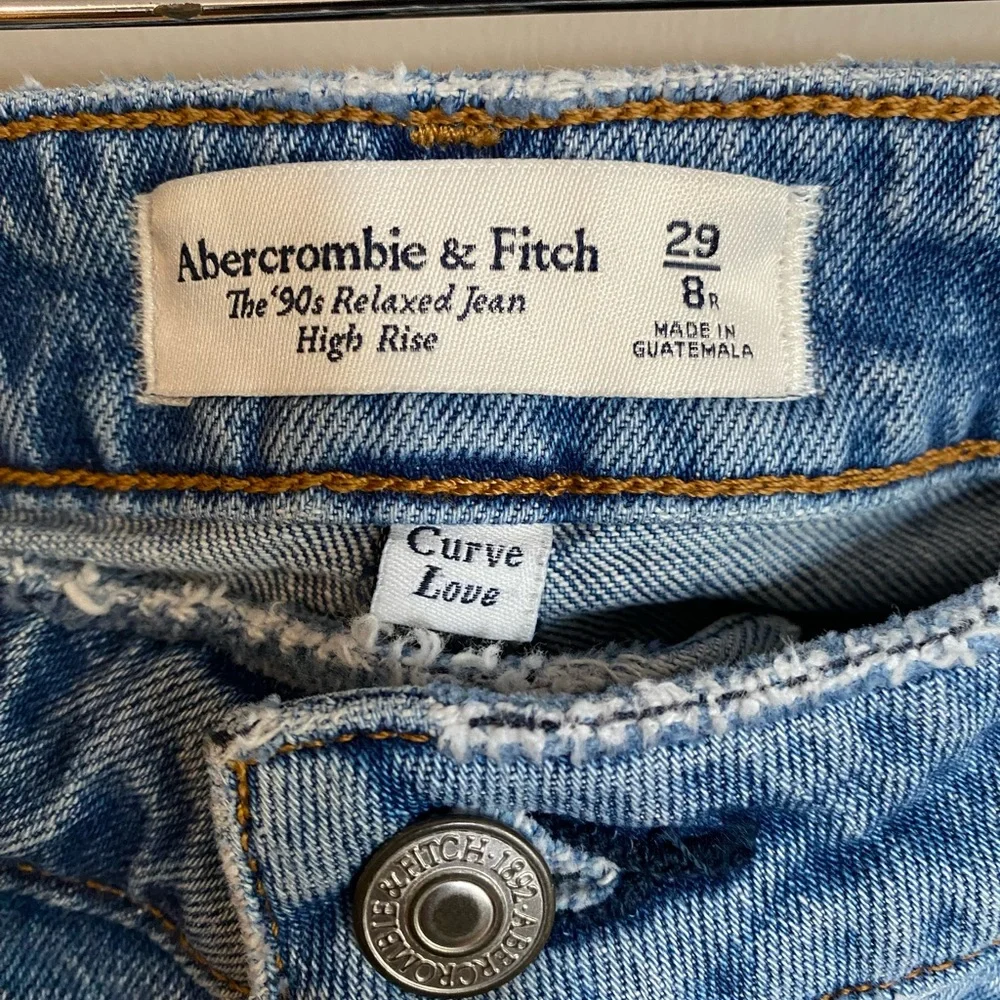 Abercrombie & Fitch
The '90s Relaxed Jean
High Rise
29
8R
MADE IN
GUATEMALA
Curve
Love
ABERCROMBIE & FITCH · 1892 ·